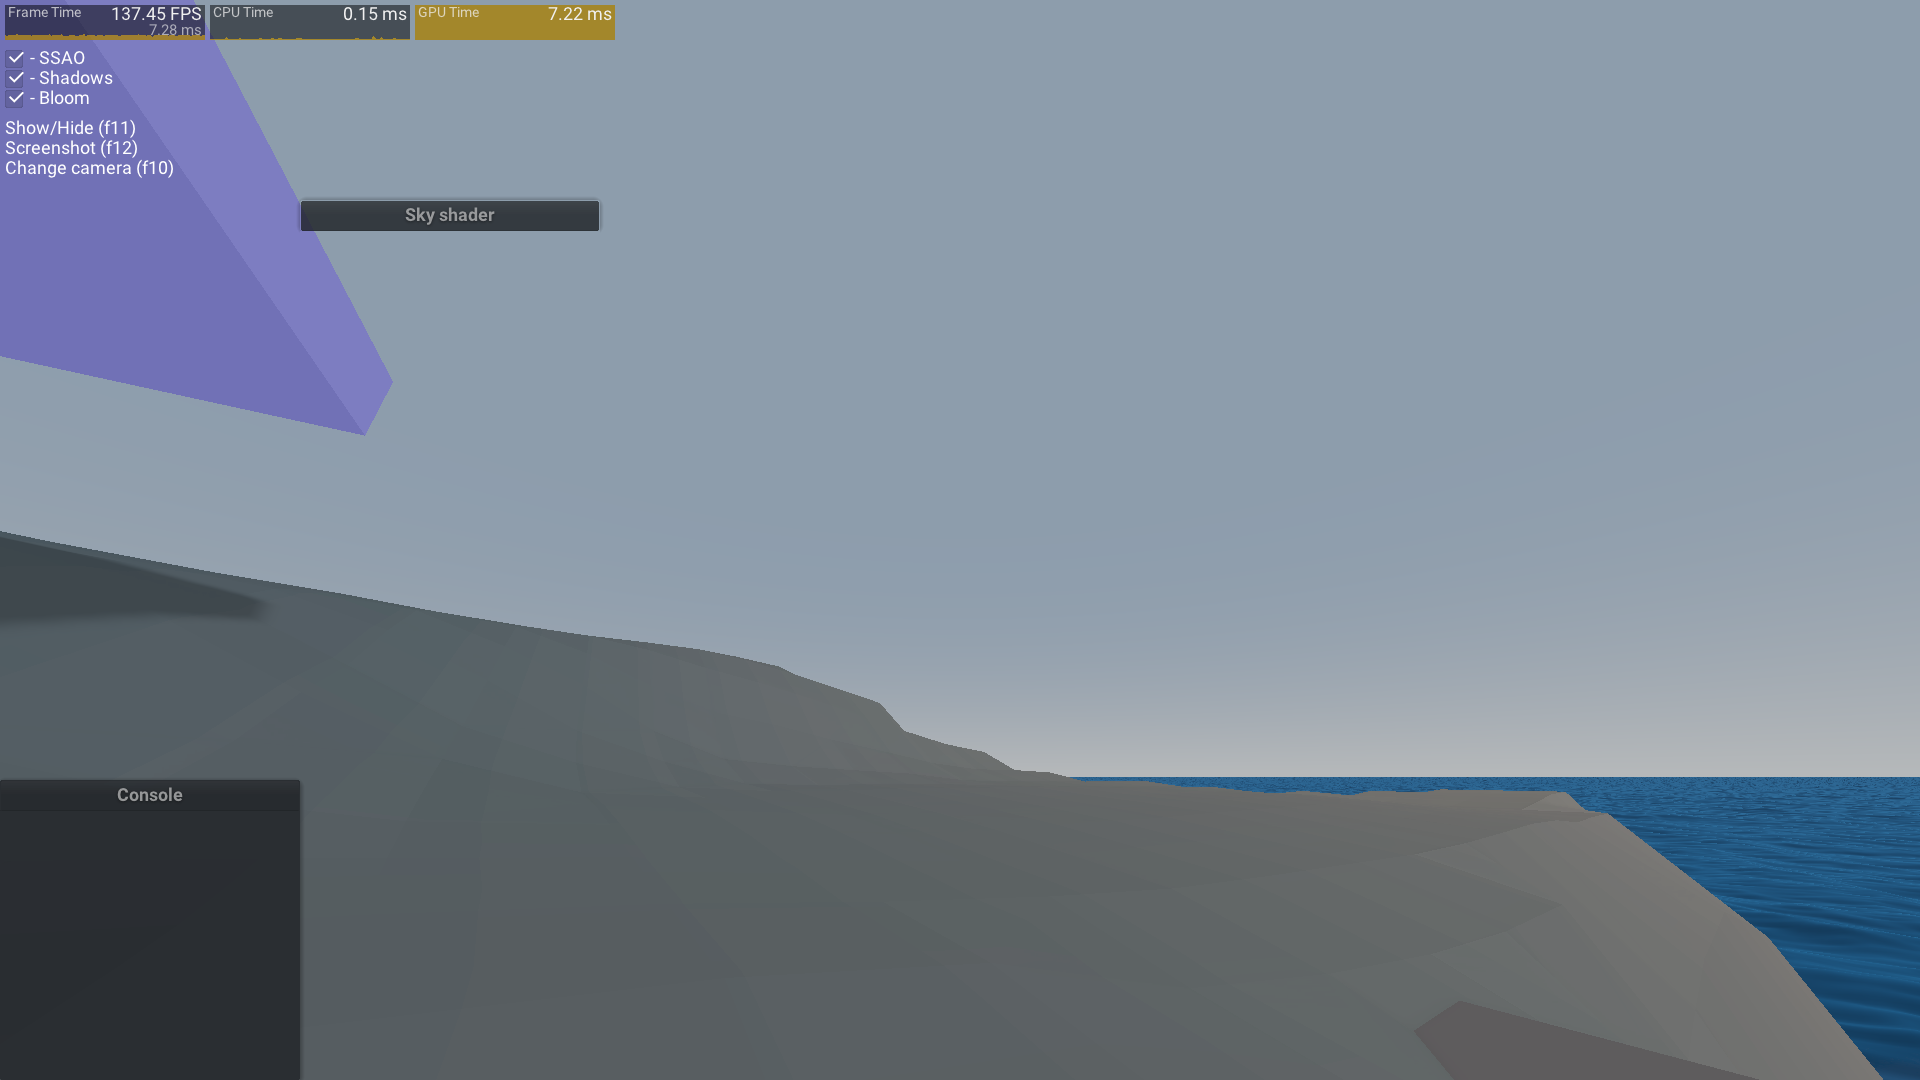 Frame Time 137.45 FPS
7.28 ms
CPU Time 0.15 ms
GPU Time 7.22 ms
- SSAO
- Shadows
- Bloom
Show/Hide (f11)
Screenshot (f12)
Change camera (f10)
Sky shader
Console